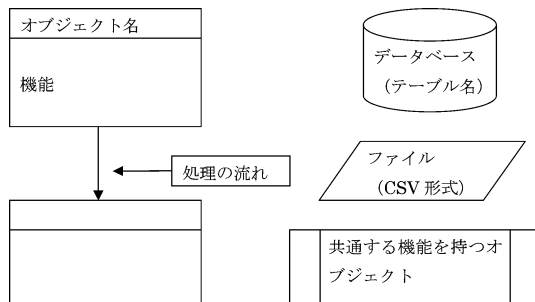 オブジェクト名
機能
処理の流れ
データベース
(テーブル名)
ファイル
(CSV 形式)
共通する機能を持つオ
ブジェクト